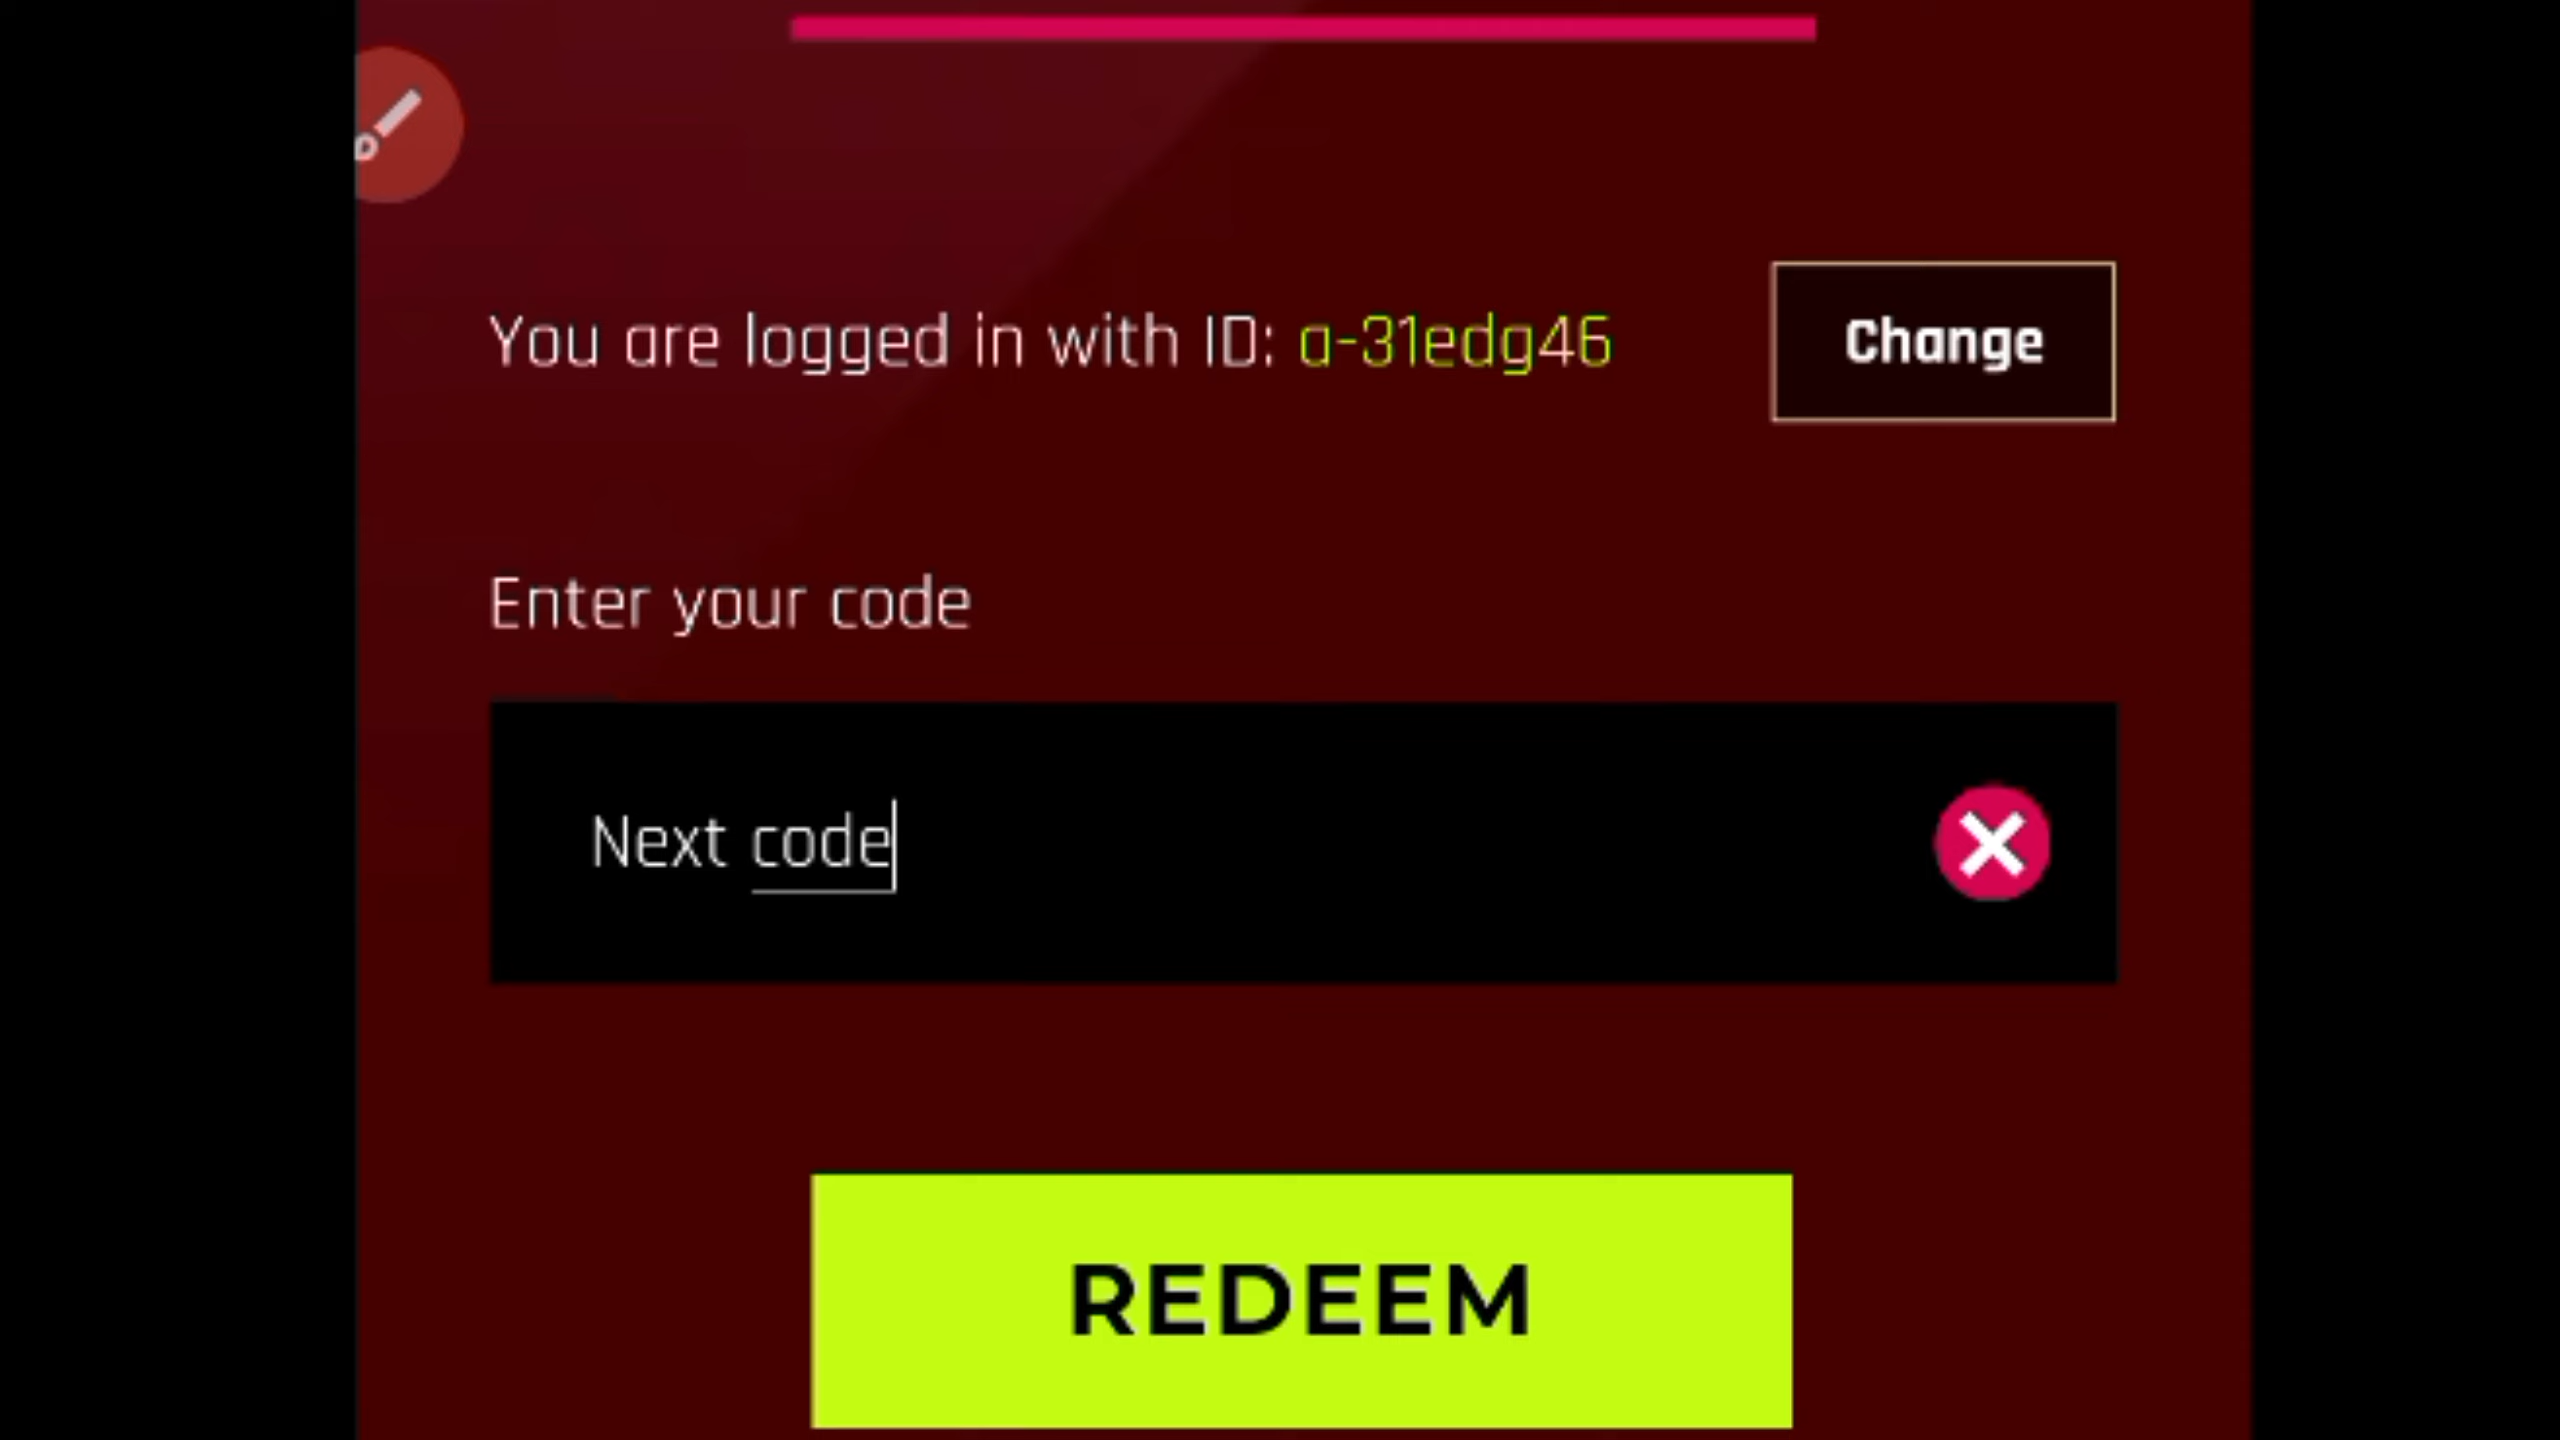 You are logged in with ID: a-31edg46
Change
Enter your code
Next code
REDEEM